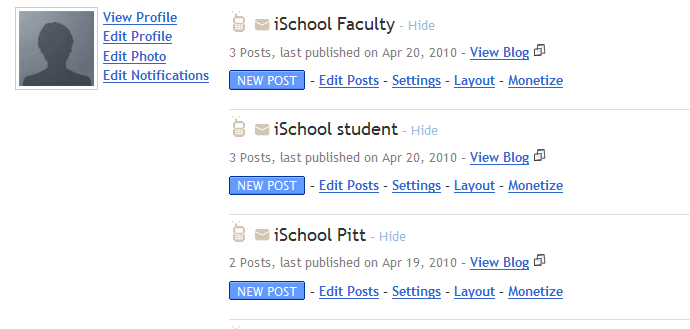 View Profile
Edit Profile
Edit Photo
Edit Notifications
iSchool Faculty - Hide
3 Posts, last published on Apr 20, 2010 - View Blog
NEW POST - Edit Posts - Settings - Layout - Monetize
iSchool student - Hide
3 Posts, last published on Apr 20, 2010 - View Blog
NEW POST - Edit Posts - Settings - Layout - Monetize
iSchool Pitt - Hide
2 Posts, last published on Apr 19, 2010 - View Blog
NEW POST - Edit Posts - Settings - Layout - Monetize